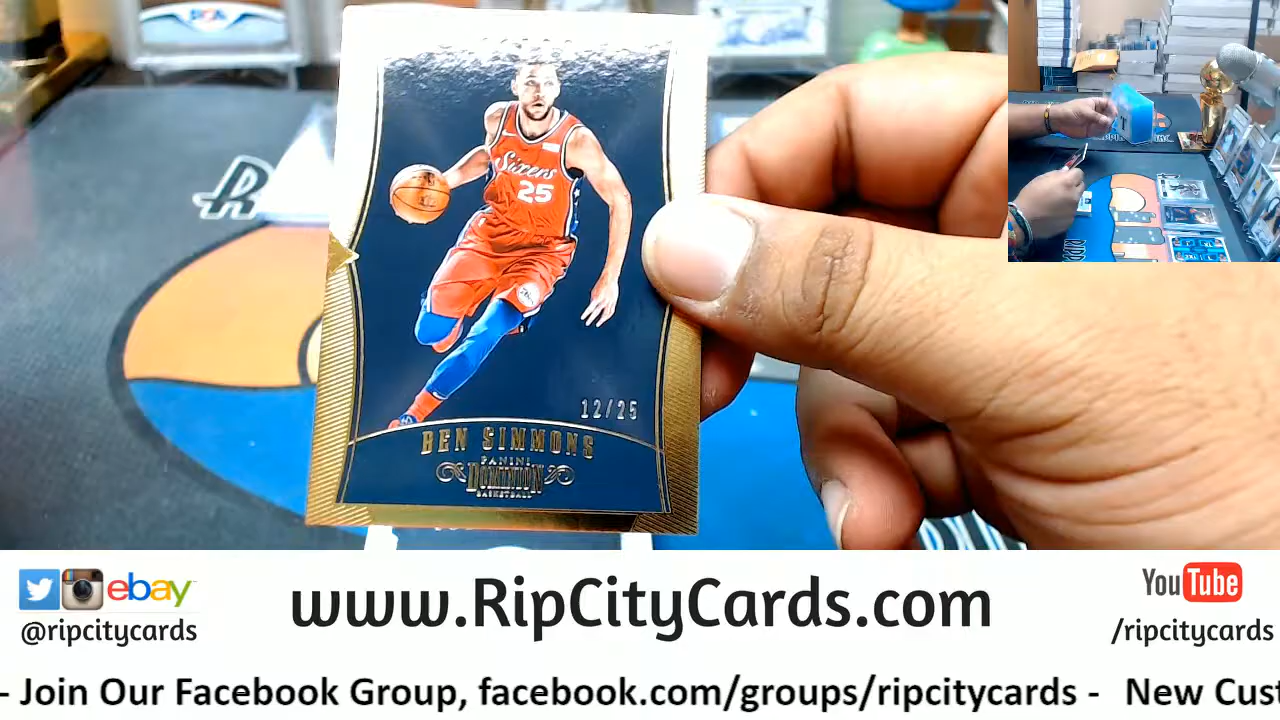 Sixers
25
12/25
BEN SIMMONS
PANINI
DOMINION
BASKETBALL
ebay
@ripcitycards
www.RipCityCards.com
YouTube
/ripcitycards
- Join Our Facebook Group, facebook.com/groups/ripcitycards - New Cust